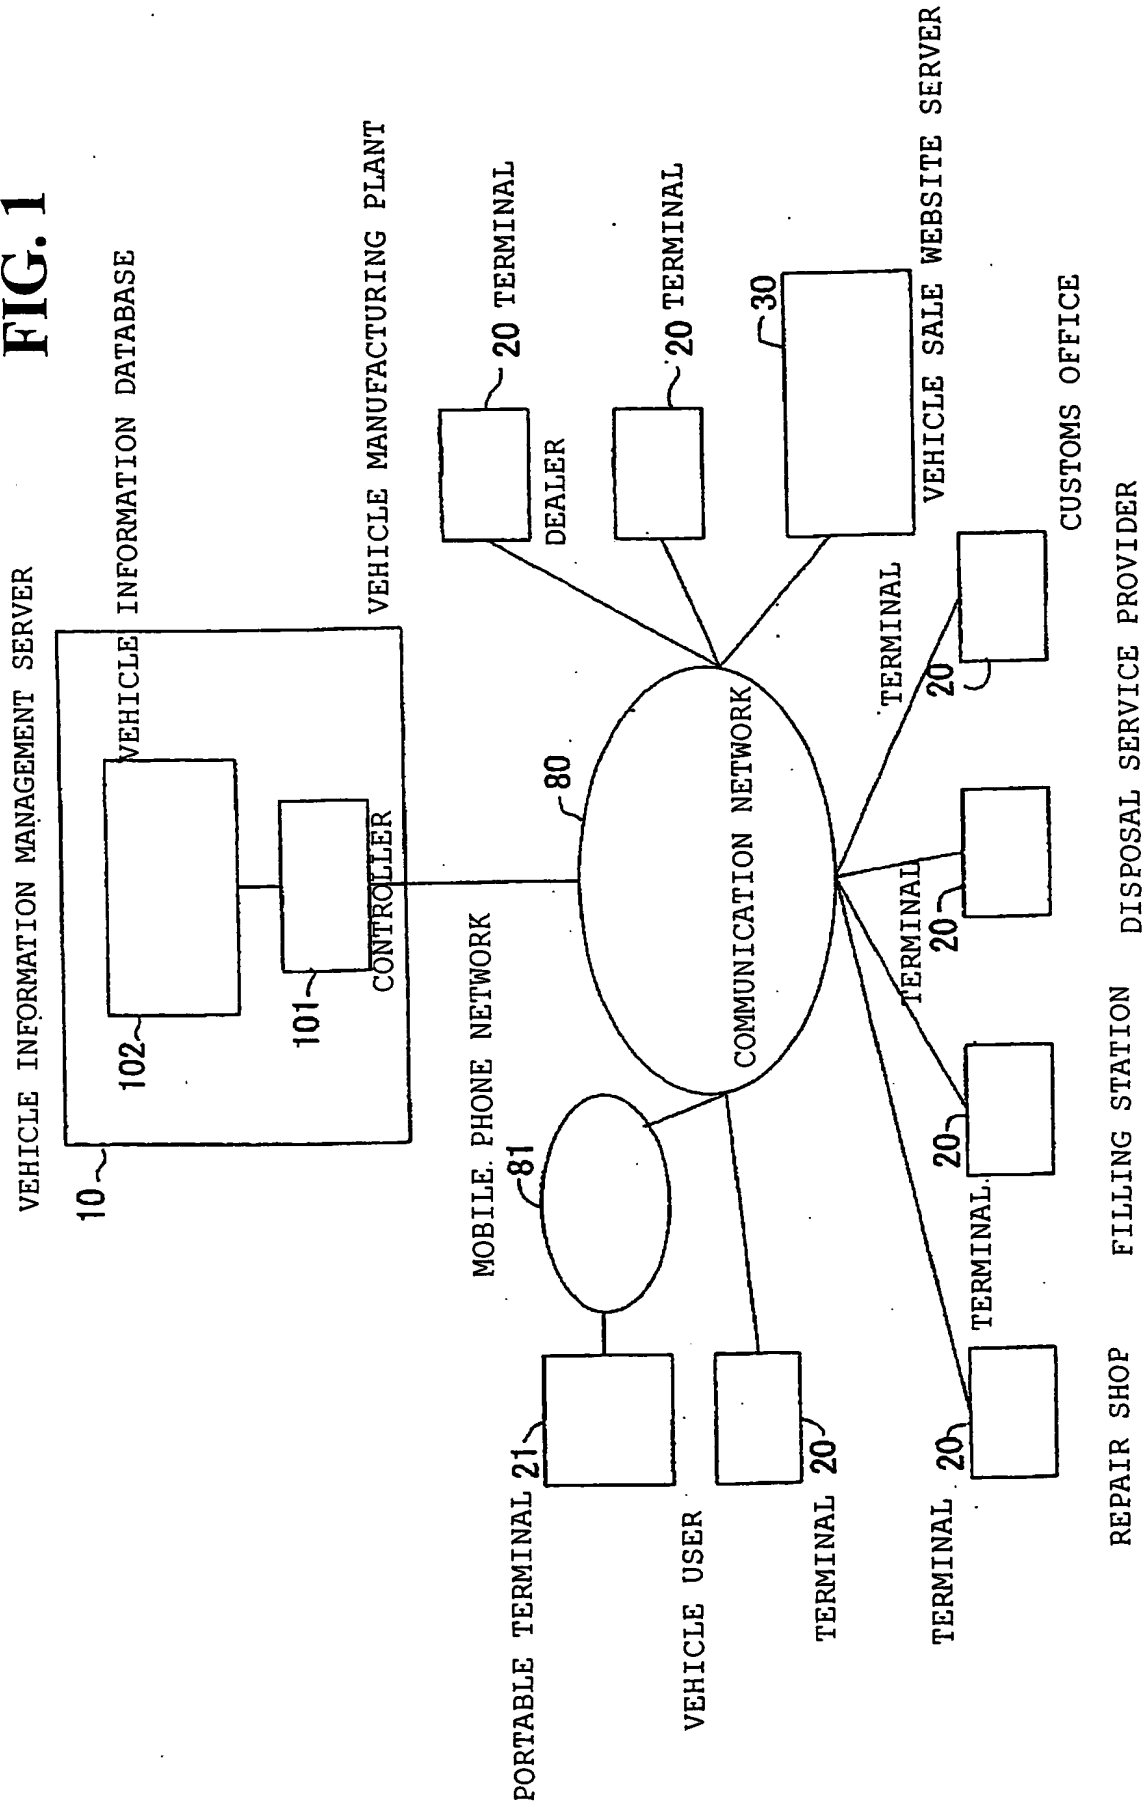 FIG. 1
VEHICLE INFORMATION MANAGEMENT SERVER
10
VEHICLE INFORMATION DATABASE
102
101
CONTROLLER
VEHICLE MANUFACTURING PLANT
MOBILE PHONE NETWORK
81
80
COMMUNICATION NETWORK
20 TERMINAL
DEALER
20 TERMINAL
30
VEHICLE SALE WEBSITE SERVER
PORTABLE TERMINAL 21
VEHICLE USER
TERMINAL 20
TERMINAL 20
REPAIR SHOP
TERMINAL
20
FILLING STATION
TERMINAL
20
DISPOSAL SERVICE PROVIDER
TERMINAL
20
CUSTOMS OFFICE